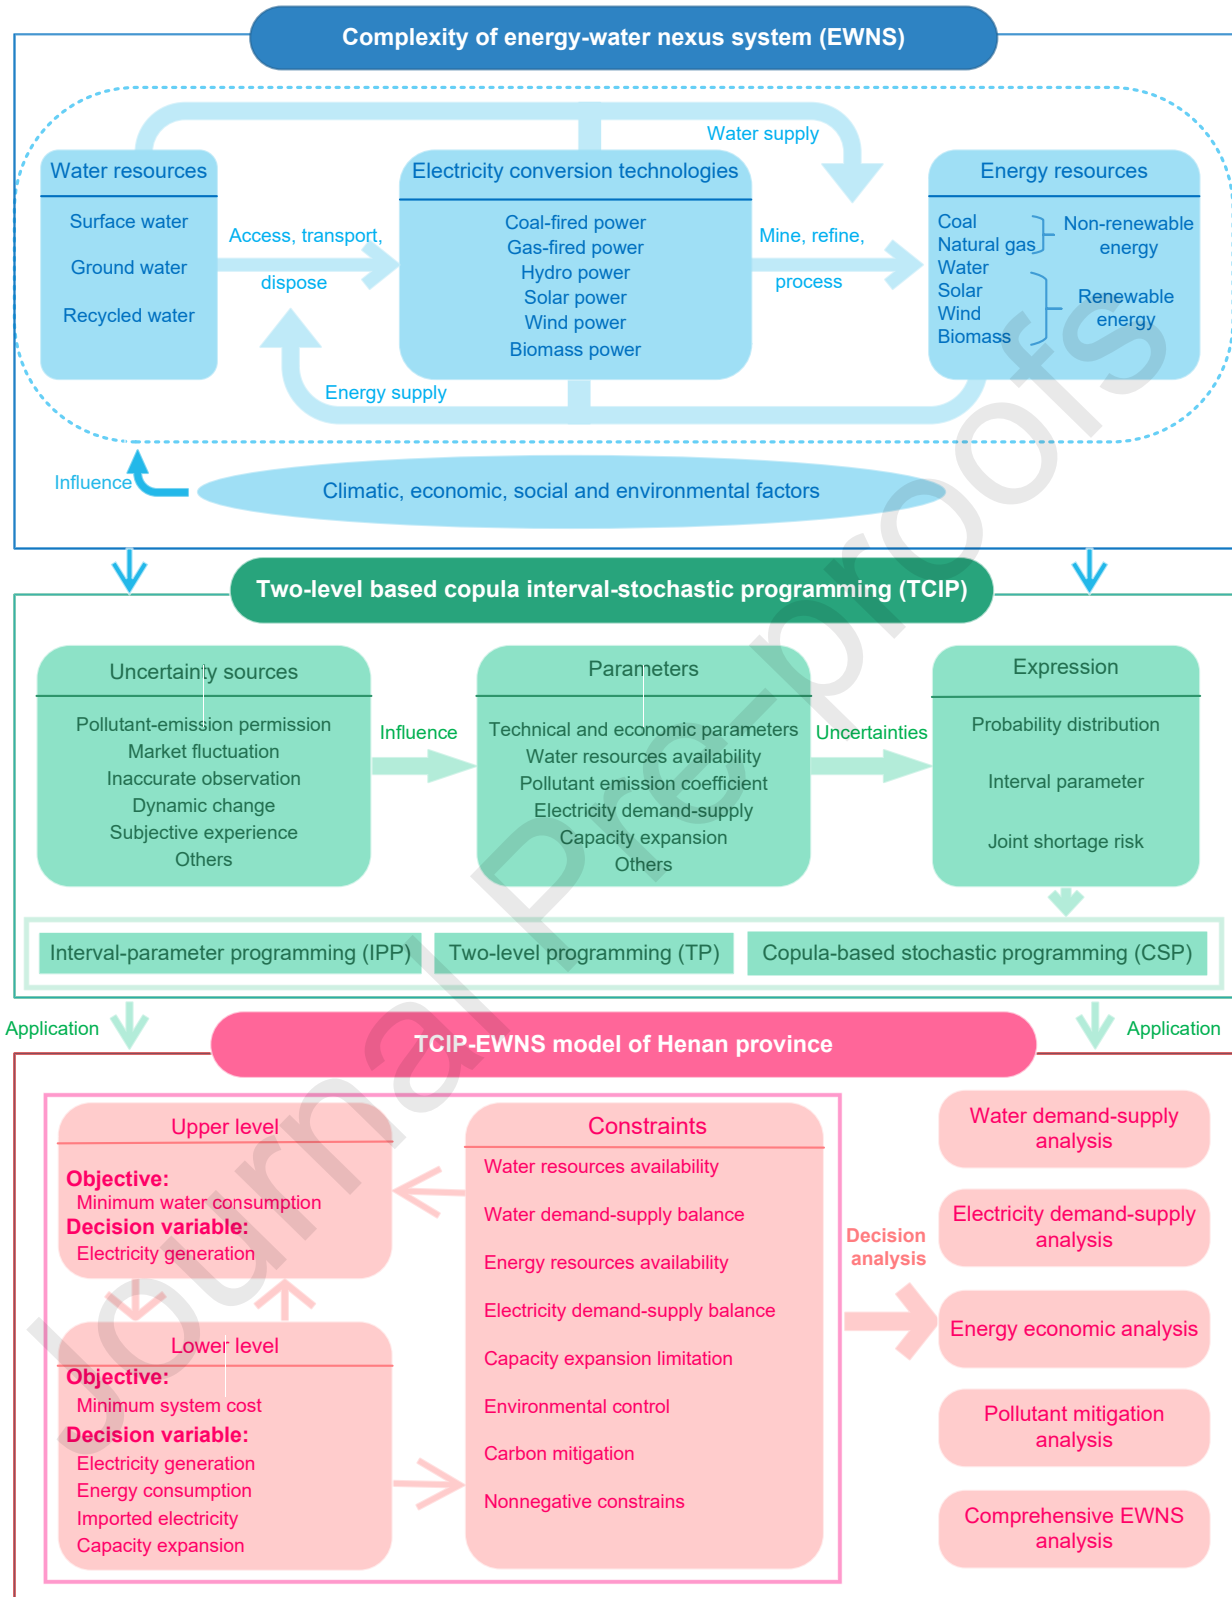 Complexity of energy-water nexus system (EWNS)
Water supply
Water resources
Surface water
Ground water
Recycled water
Access, transport,
dispose
Electricity conversion technologies
Coal-fired power
Gas-fired power
Hydro power
Solar power
Wind power
Biomass power
Mine, refine,
process
Energy resources
Coal
Natural gas
Water
Solar
Wind
Biomass
Non-renewable
energy
Renewable
energy
Energy supply
Influence
Climatic, economic, social and environmental factors
Two-level based copula interval-stochastic programming (TCIP)
Uncertainty sources
Pollutant-emission permission
Market fluctuation
Inaccurate observation
Dynamic change
Subjective experience
Others
Influence
Parameters
Technical and economic parameters
Water resources availability
Pollutant emission coefficient
Electricity demand-supply
Capacity expansion
Others
Uncertainties
Expression
Probability distribution
Interval parameter
Joint shortage risk
Interval-parameter programming (IPP)
Two-level programming (TP)
Copula-based stochastic programming (CSP)
Application
Application
TCIP-EWNS model of Henan province
Upper level
Objective:
Minimum water consumption
Decision variable:
Electricity generation
Lower level
Objective:
Minimum system cost
Decision variable:
Electricity generation
Energy consumption
Imported electricity
Capacity expansion
Constraints
Water resources availability
Water demand-supply balance
Energy resources availability
Electricity demand-supply balance
Capacity expansion limitation
Environmental control
Carbon mitigation
Nonnegative constrains
Decision
analysis
Water demand-supply
analysis
Electricity demand-supply
analysis
Energy economic analysis
Pollutant mitigation
analysis
Comprehensive EWNS
analysis
Journal Pre-proofs